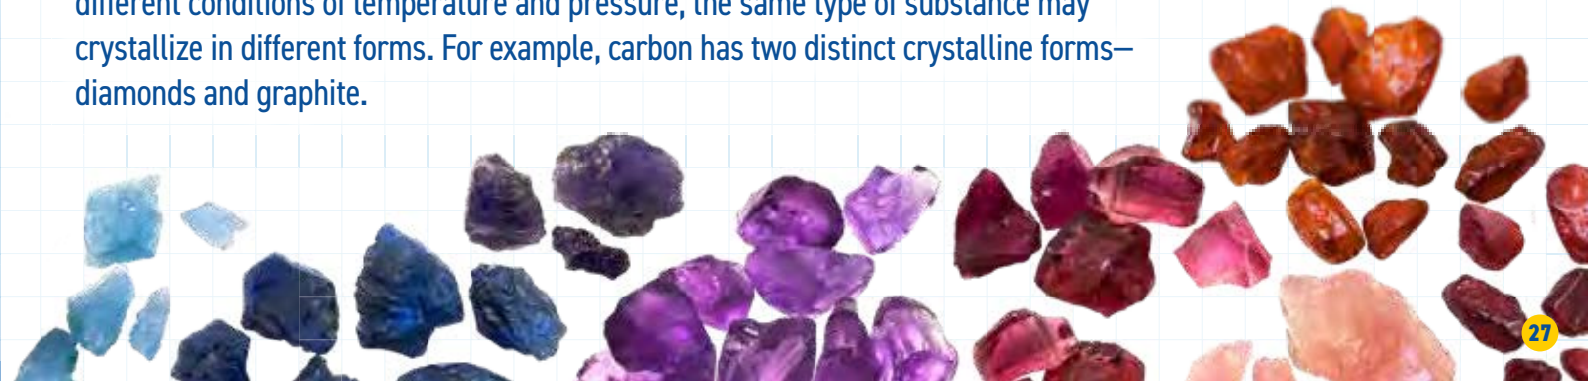 different conditions of temperature and pressure, the same type of substance may
crystallize in different forms. For example, carbon has two distinct crystalline forms—
diamonds and graphite.
27